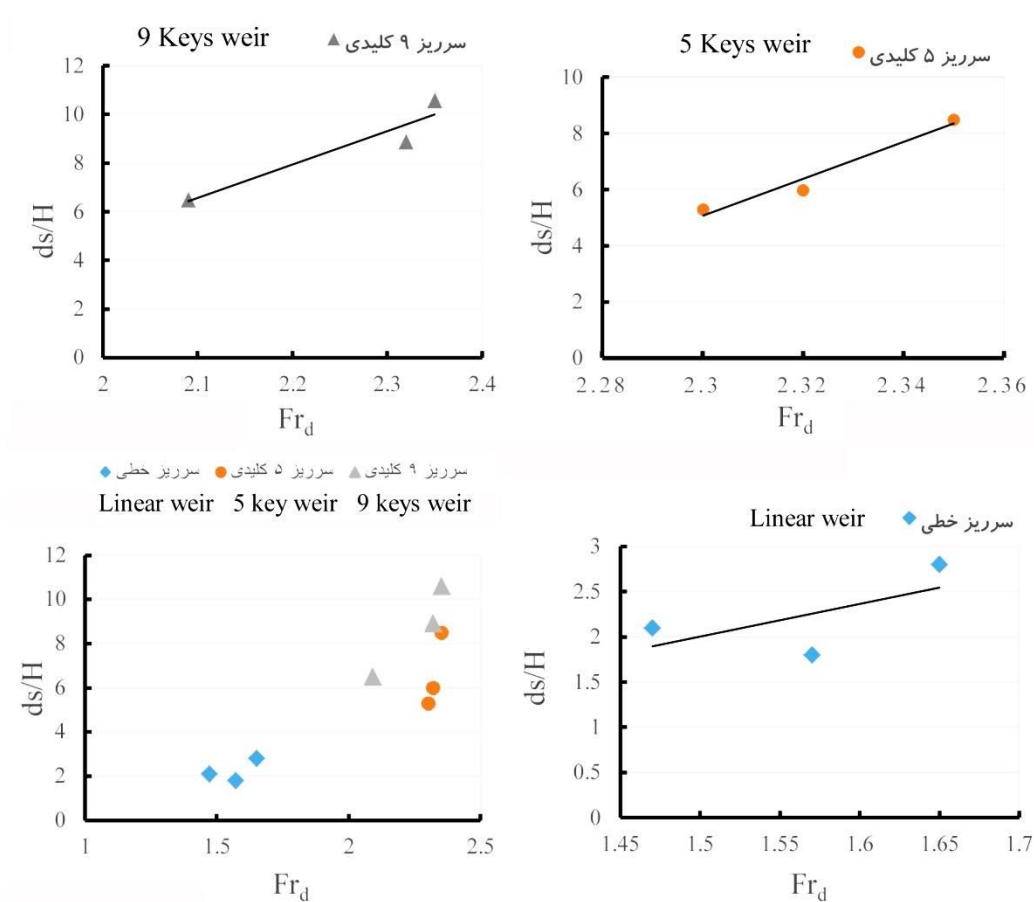 9 Keys weir
سرریز ۹ کلیدی
12
10
8
6
4
2
0
ds/H
2 2.1 2.2 2.3 2.4
Frd
5 Keys weir
سرریز ۵ کلیدی
10
8
6
4
2
0
ds/H
2.28 2.3 2.32 2.34 2.36
Frd
سرریز خطی سرریز ۵ کلیدی سرریز ۹ کلیدی
Linear weir 5 key weir 9 keys weir
12
10
8
6
4
2
0
ds/H
1 1.5 2 2.5
Frd
Linear weir سرریز خطی
3
2.5
2
1.5
1
0.5
0
ds/H
1.45 1.5 1.55 1.6 1.65 1.7
Frd